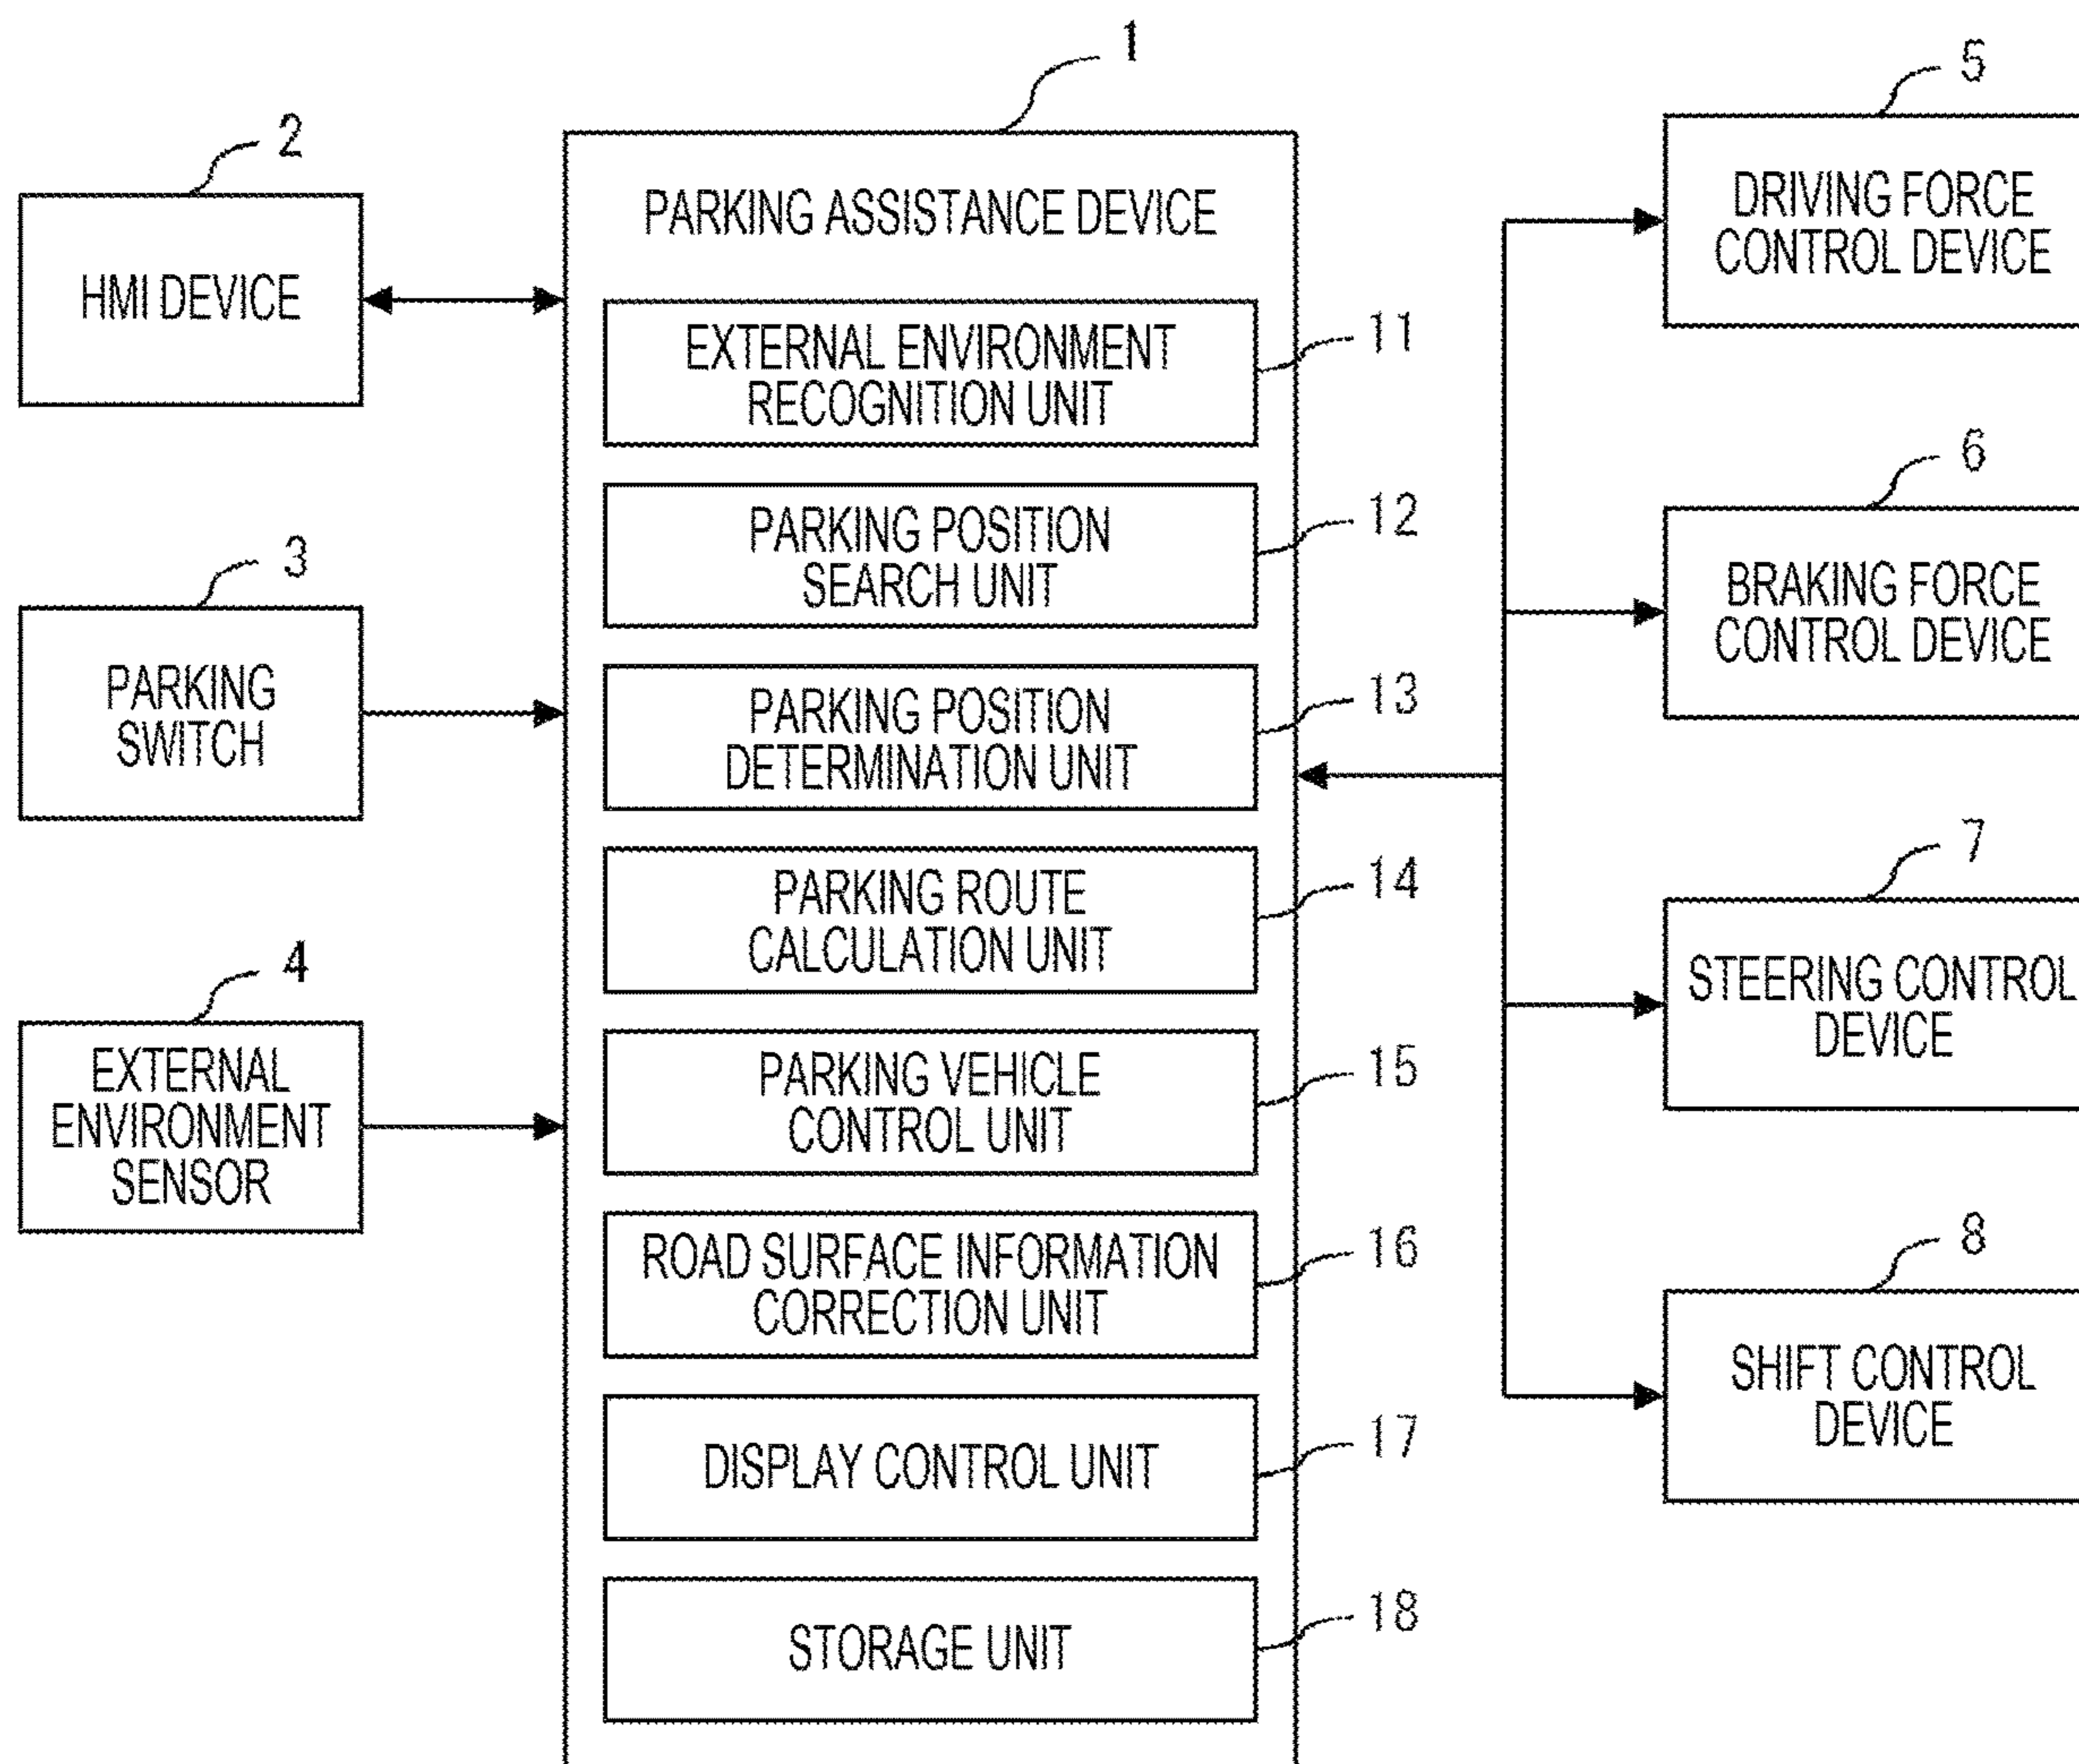 1
PARKING ASSISTANCE DEVICE
2
HMI DEVICE
3
PARKING
SWITCH
4
EXTERNAL
ENVIRONMENT
SENSOR
EXTERNAL ENVIRONMENT
RECOGNITION UNIT
11
PARKING POSITION
SEARCH UNIT
12
PARKING POSITION
DETERMINATION UNIT
13
PARKING ROUTE
CALCULATION UNIT
14
PARKING VEHICLE
CONTROL UNIT
15
ROAD SURFACE INFORMATION
CORRECTION UNIT
16
DISPLAY CONTROL UNIT
17
STORAGE UNIT
18
5
DRIVING FORCE
CONTROL DEVICE
6
BRAKING FORCE
CONTROL DEVICE
7
STEERING CONTROL
DEVICE
8
SHIFT CONTROL
DEVICE